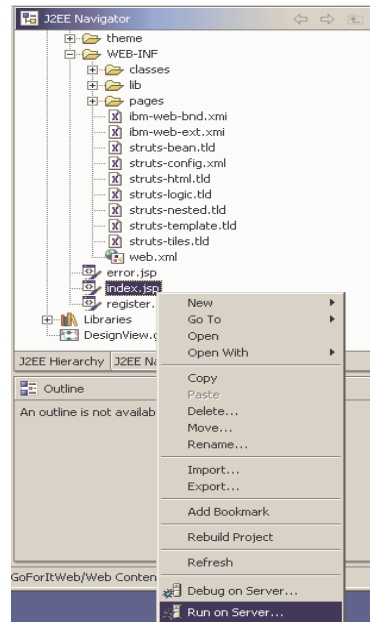 J2EE Navigator
theme
WEB-INF
classes
lib
pages
ibm-web-bnd.xmi
ibm-web-ext.xmi
struts-bean.tld
struts-config.xml
struts-html.tld
struts-logic.tld
struts-nested.tld
struts-template.tld
struts-tiles.tld
web.xml
error.jsp
index.jsp
register.
Libraries
DesignView.
J2EE Hierarchy J2EE Na
Outline
An outline is not availab
GoForItWeb/Web Conten
New
Go To
Open
Open With
Copy
Paste
Delete...
Move...
Rename...
Import...
Export...
Add Bookmark
Rebuild Project
Refresh
Debug on Server...
Run on Server...